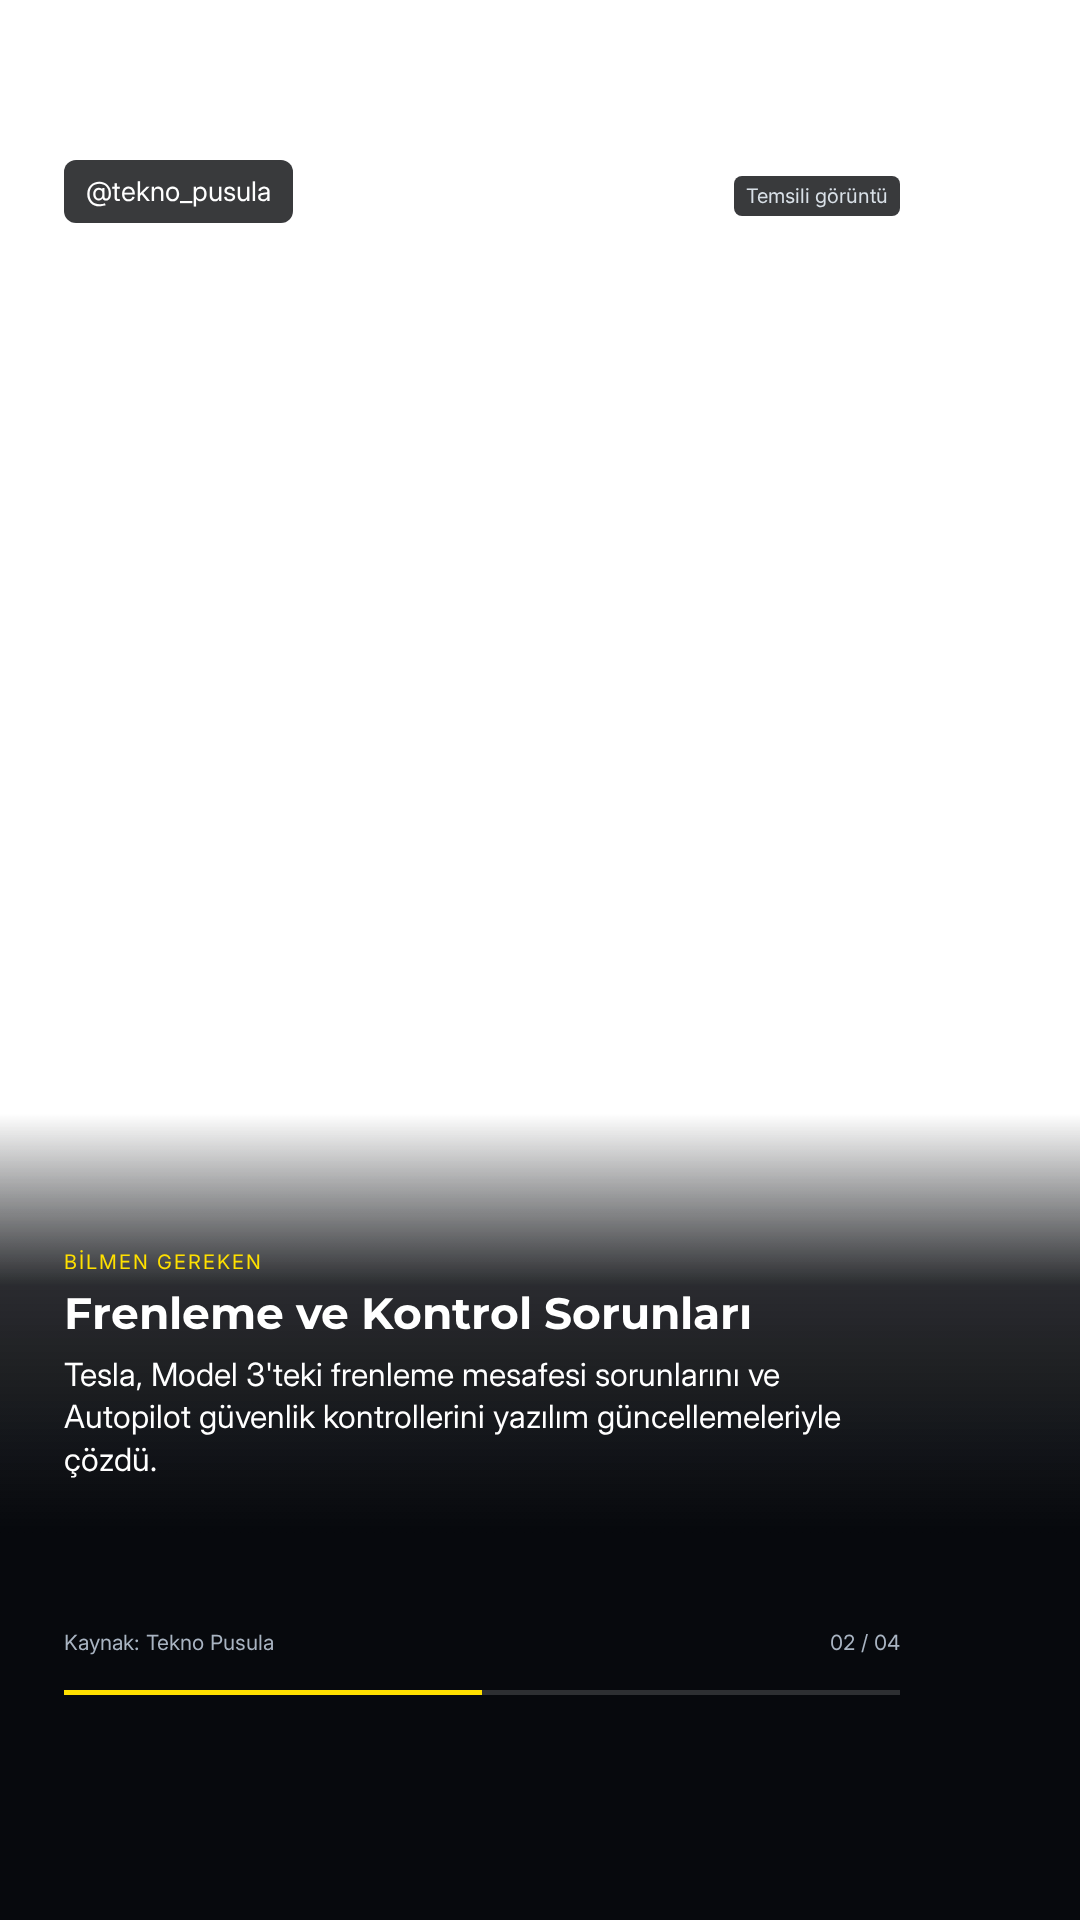 @tekno_pusula
Temsili görüntü
BİLMEN GEREKEN
Frenleme ve Kontrol Sorunları
Tesla, Model 3'teki frenleme mesafesi sorunlarını ve
Autopilot güvenlik kontrollerini yazılım güncellemeleriyle
çözdü.
Kaynak: Tekno Pusula
02 / 04